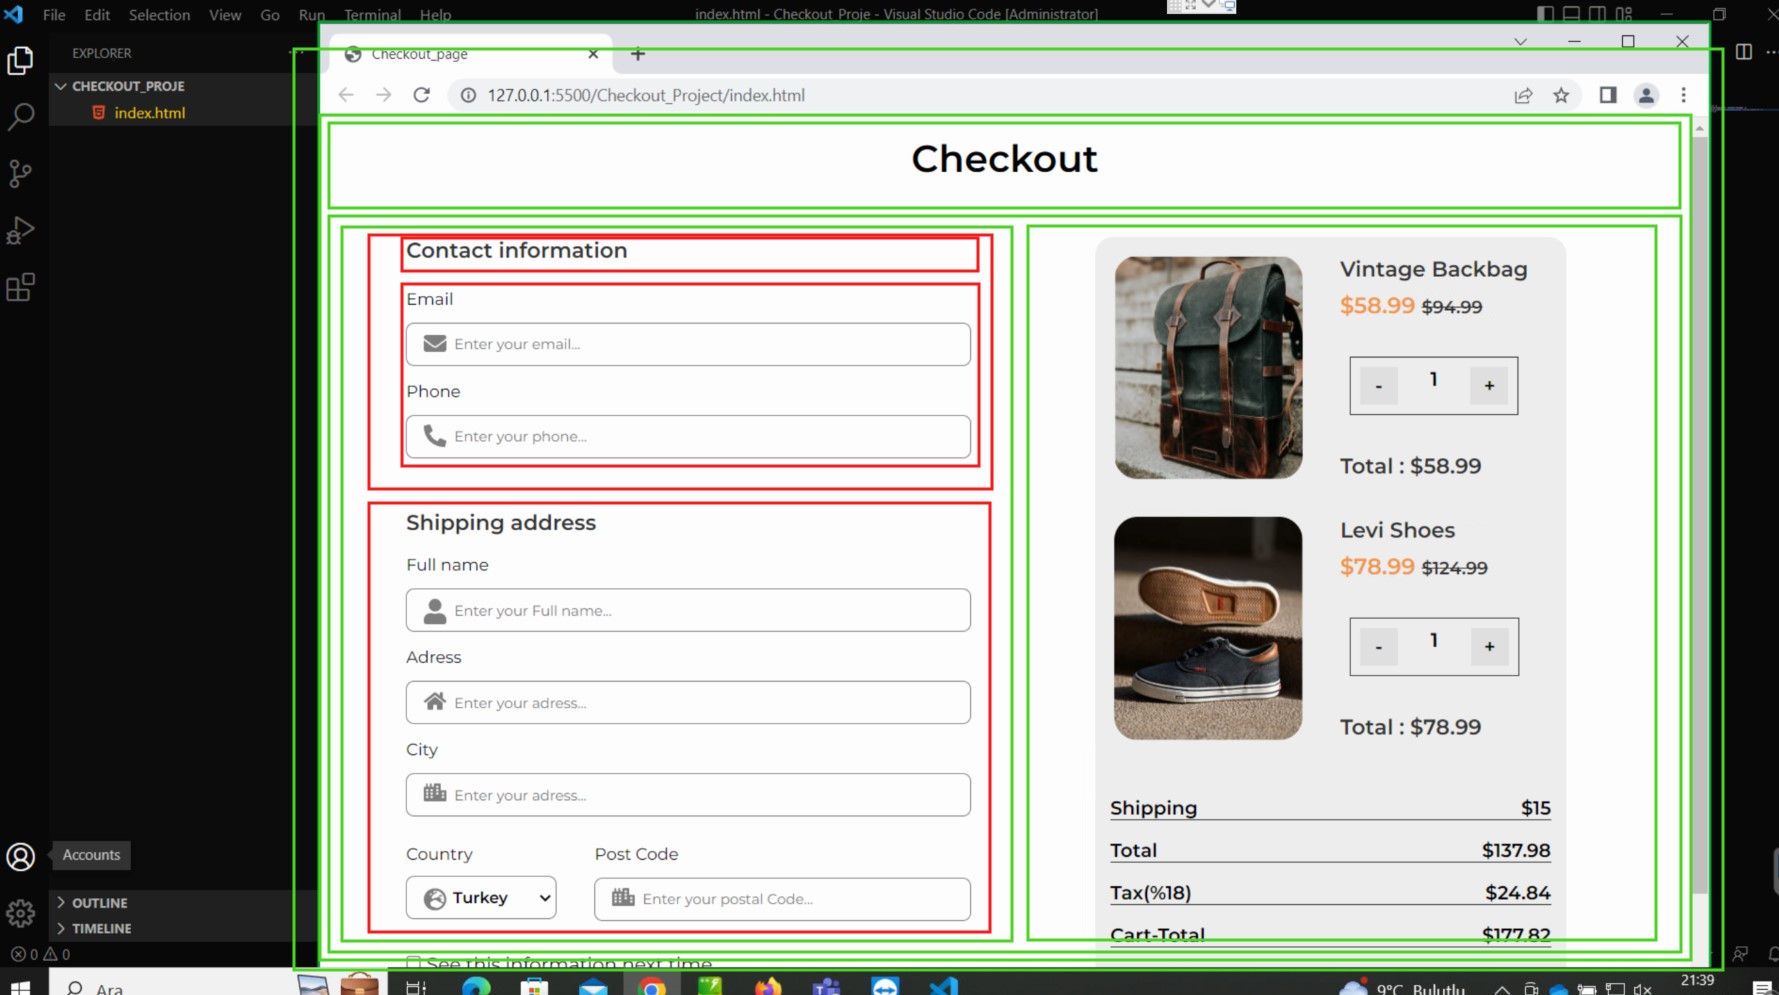 File Edit Selection View Go Run Terminal Help
index.html - Checkout_Proje - Visual Studio Code [Administrator]
EXPLORER
CHECKOUT_PROJE
index.html
Accounts
OUTLINE
TIMELINE
0 0
Checkout_page
127.0.0.1:5500/Checkout_Project/index.html
Checkout
Contact information
Email
Enter your email...
Phone
Enter your phone...
Shipping address
Full name
Enter your Full name...
Adress
Enter your adress...
City
Enter your adress...
Country
Post Code
Turkey
Enter your postal Code...
See this information next time
Vintage Backbag
$58.99 $94.99
- 1 +
Total : $58.99
Levi Shoes
$78.99 $124.99
- 1 +
Total : $78.99
Shipping $15
Total $137.98
Tax(%18) $24.84
Cart-Total $177.82
Ara
9°C Bulutlu
21:39